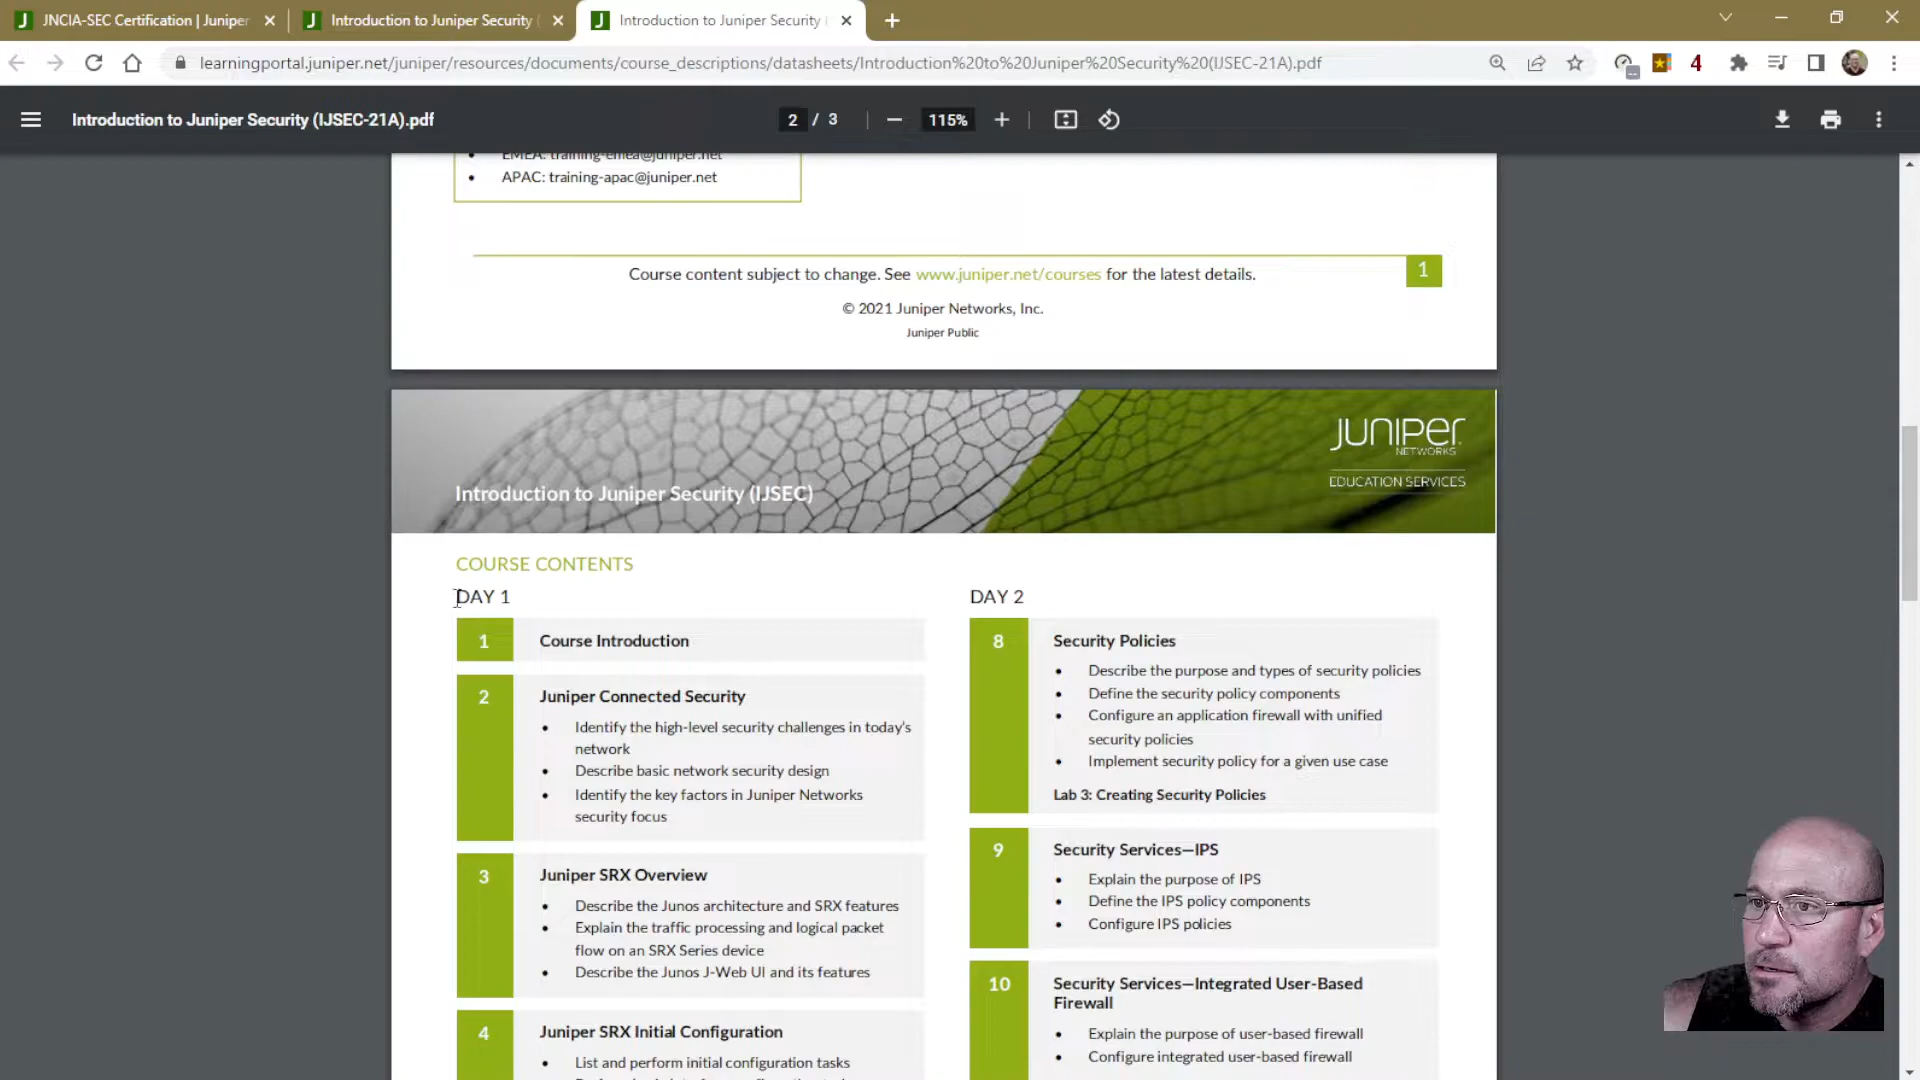 JNCIA-SEC Certification | Juniper
Introduction to Juniper Security (
Introduction to Juniper Security (
learningportal.juniper.net/juniper/resources/documents/course_descriptions/datasheets/Introduction%20to%20Juniper%20Security%20(IJSEC-21A).pdf
4
Introduction to Juniper Security (IJSEC-21A).pdf
2 / 3
115%
EMEA: training-emea@juniper.net
• APAC: training-apac@juniper.net
Course content subject to change. See www.juniper.net/courses for the latest details.
1
© 2021 Juniper Networks, Inc.
Juniper Public
JUNIPER
NETWORKS
EDUCATION SERVICES
Introduction to Juniper Security (IJSEC)
COURSE CONTENTS
DAY 1
1 Course Introduction
2 Juniper Connected Security
• Identify the high-level security challenges in today's
network
• Describe basic network security design
• Identify the key factors in Juniper Networks
security focus
3 Juniper SRX Overview
• Describe the Junos architecture and SRX features
• Explain the traffic processing and logical packet
flow on an SRX Series device
• Describe the Junos J-Web UI and its features
4 Juniper SRX Initial Configuration
• List and perform initial configuration tasks
DAY 2
8 Security Policies
• Describe the purpose and types of security policies
• Define the security policy components
• Configure an application firewall with unified
security policies
• Implement security policy for a given use case
Lab 3: Creating Security Policies
9 Security Services—IPS
• Explain the purpose of IPS
• Define the IPS policy components
• Configure IPS policies
10 Security Services—Integrated User-Based
Firewall
• Explain the purpose of user-based firewall
• Configure integrated user-based firewall